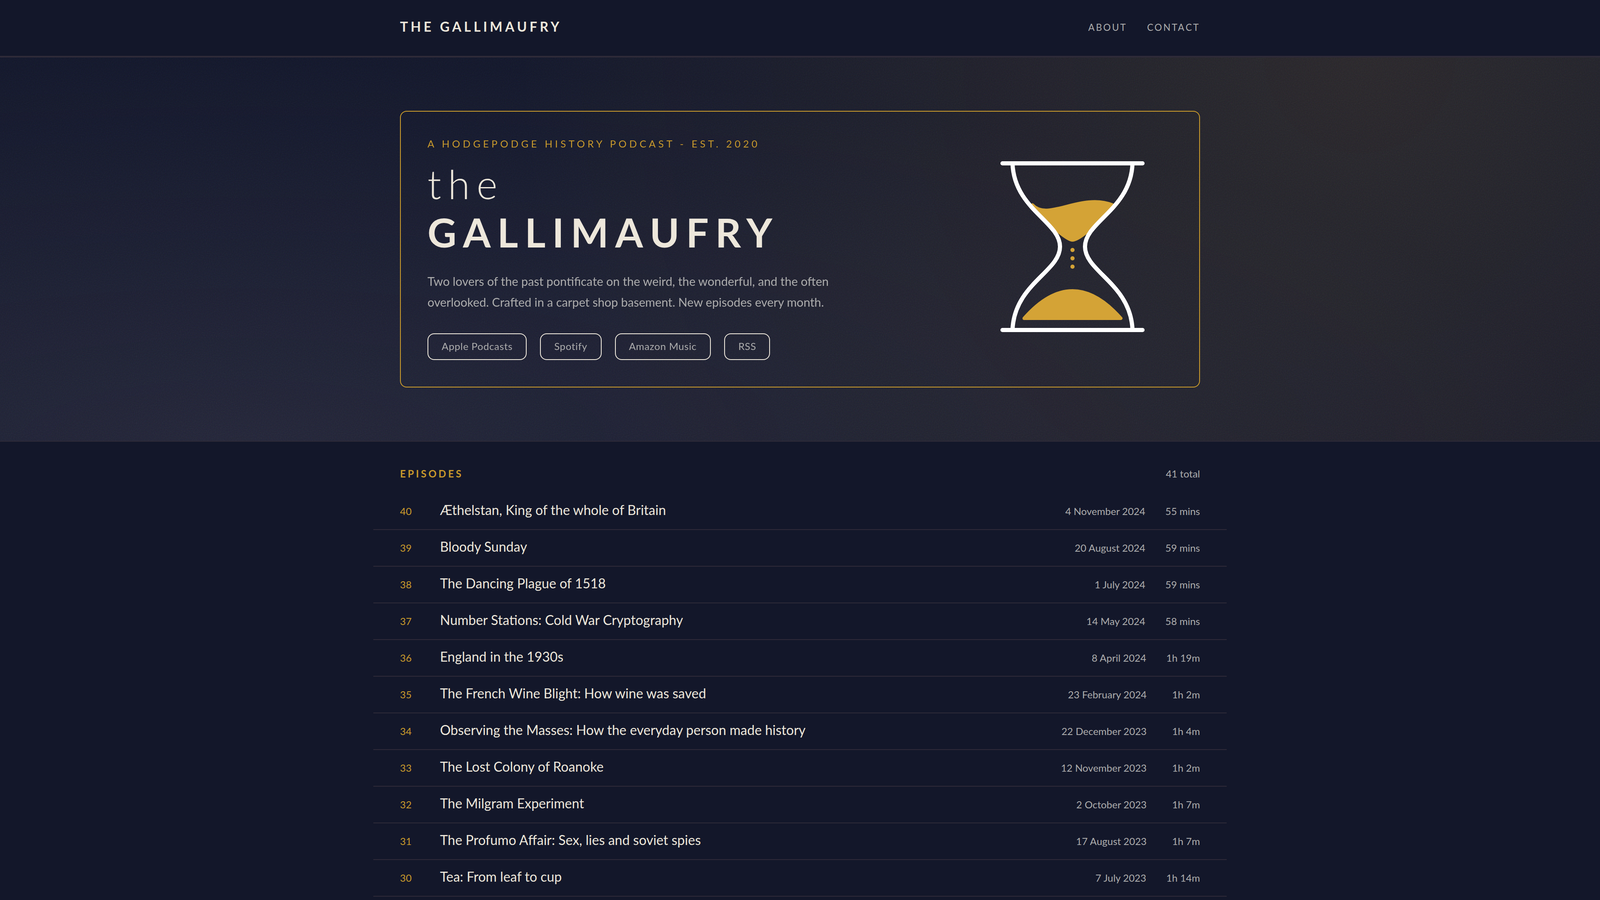 THE GALLIMAUFRY
ABOUT CONTACT
A HODGEPODGE HISTORY PODCAST - EST. 2020
the
GALLIMAUFRY
Two lovers of the past pontificate on the weird, the wonderful, and the often
overlooked. Crafted in a carpet shop basement. New episodes every month.
Apple Podcasts Spotify Amazon Music RSS
EPISODES 41 total
40 Æthelstan, King of the whole of Britain 4 November 2024 55 mins
39 Bloody Sunday 20 August 2024 59 mins
38 The Dancing Plague of 1518 1 July 2024 59 mins
37 Number Stations: Cold War Cryptography 14 May 2024 58 mins
36 England in the 1930s 8 April 2024 1h 19m
35 The French Wine Blight: How wine was saved 23 February 2024 1h 2m
34 Observing the Masses: How the everyday person made history 22 December 2023 1h 4m
33 The Lost Colony of Roanoke 12 November 2023 1h 2m
32 The Milgram Experiment 2 October 2023 1h 7m
31 The Profumo Affair: Sex, lies and soviet spies 17 August 2023 1h 7m
30 Tea: From leaf to cup 7 July 2023 1h 14m